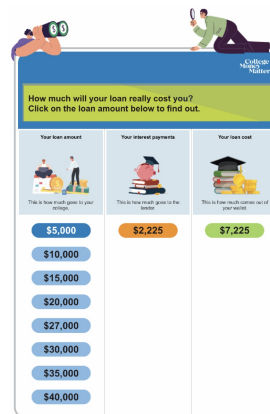 College
Money
Matter
How much will your loan really cost you?
Click on the loan amount below to find out.
Your loan amount
Your interest payments
Your loan cost
This is how much goes to your
college.
This is how much goes to the
lender.
This is how much comes out of
your wallet.
$5,000
$2,225
$7,225
$10,000
$15,000
$20,000
$27,000
$30,000
$35,000
$40,000